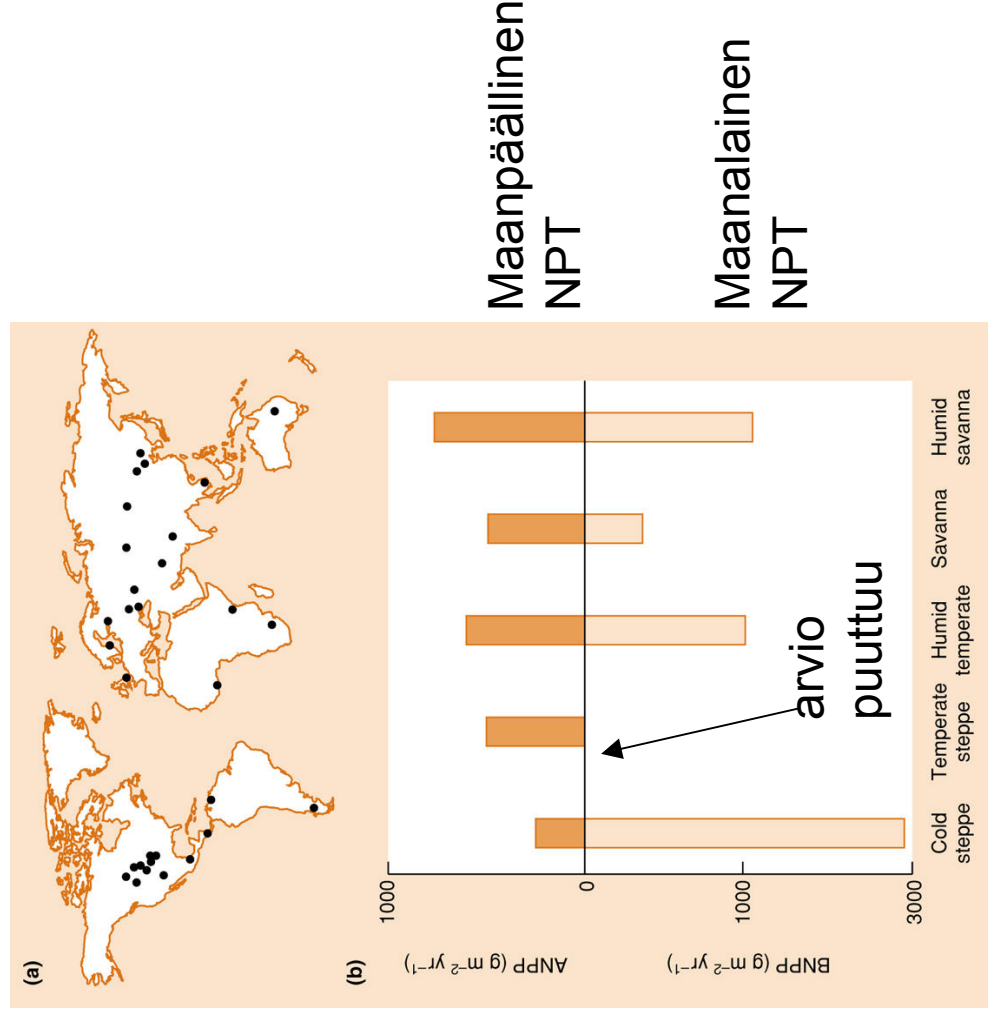 (a)
(b)
1000
0
1000
3000
ANPP (g m⁻² yr⁻¹)
BNPP (g m⁻² yr⁻¹)
Cold
steppe
Temperate
steppe
Humid
temperate
Savanna
Humid
savanna
arvio
puuttuu
Maanpäällinen
NPT
Maanalainen
NPT